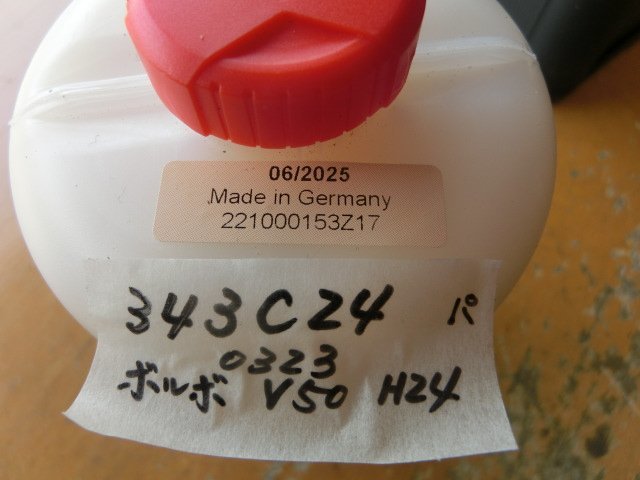 06/2025
Made in Germany
221000153Z17
343C24 パ
0323
ボルボ V50 H24